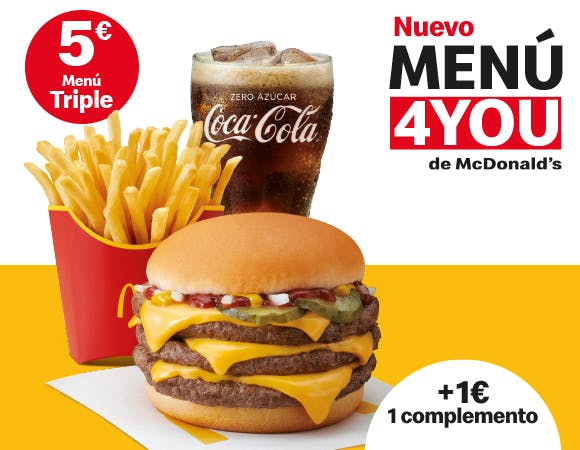 5€
Menú
Triple
Nuevo
MENÚ
4YOU
de McDonald's
ZERO AZÚCAR
Coca-Cola
+1€
1 complemento